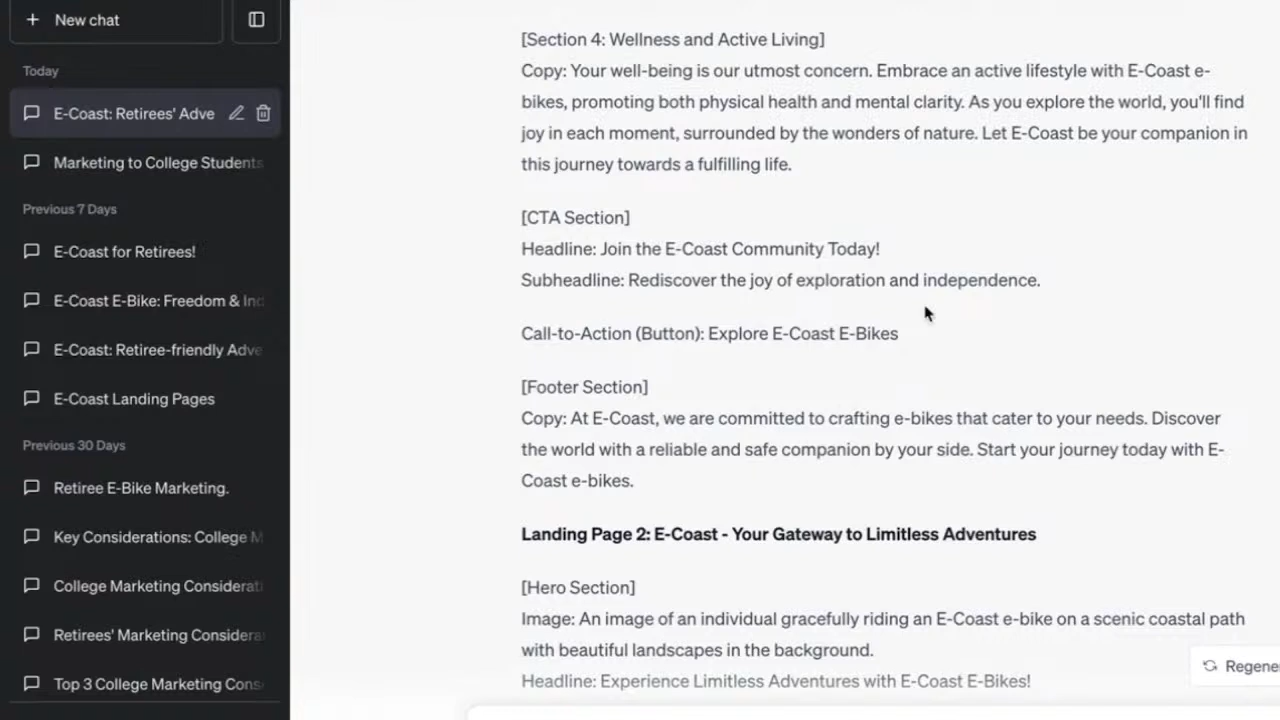 New chat
Today
E-Coast: Retirees' Adve
Marketing to College Students
Previous 7 Days
E-Coast for Retirees!
E-Coast E-Bike: Freedom & Ind
E-Coast: Retiree-friendly Adve
E-Coast Landing Pages
Previous 30 Days
Retiree E-Bike Marketing.
Key Considerations: College M
College Marketing Considerati
Retirees' Marketing Considera
Top 3 College Marketing Cons
[Section 4: Wellness and Active Living]
Copy: Your well-being is our utmost concern. Embrace an active lifestyle with E-Coast e-
bikes, promoting both physical health and mental clarity. As you explore the world, you'll find
joy in each moment, surrounded by the wonders of nature. Let E-Coast be your companion in
this journey towards a fulfilling life.
[CTA Section]
Headline: Join the E-Coast Community Today!
Subheadline: Rediscover the joy of exploration and independence.
Call-to-Action (Button): Explore E-Coast E-Bikes
[Footer Section]
Copy: At E-Coast, we are committed to crafting e-bikes that cater to your needs. Discover
the world with a reliable and safe companion by your side. Start your journey today with E-
Coast e-bikes.
Landing Page 2: E-Coast - Your Gateway to Limitless Adventures
[Hero Section]
Image: An image of an individual gracefully riding an E-Coast e-bike on a scenic coastal path
with beautiful landscapes in the background.
Headline: Experience Limitless Adventures with E-Coast E-Bikes!
Regene